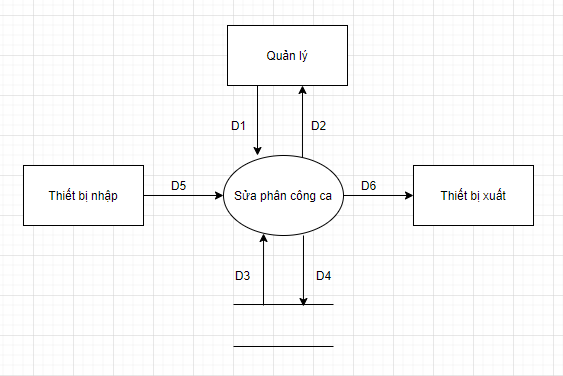 Quản lý
D1
D2
Thiết bị nhập
D5
Sửa phân công ca
D6
Thiết bị xuất
D3
D4